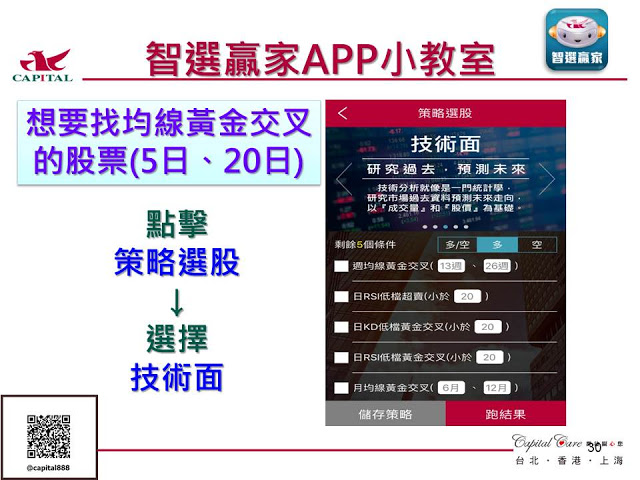 CAPITAL
智選贏家APP小教室
智選贏家
想要找均線黃金交叉
的股票(5日、20日)
點擊
策略選股
↓
選擇
技術面
@capital888
策略選股
技術面
研究過去，預測未來
技術分析就像是一門統計學，
研究市場過去資料預測未來走向，
以『成交量』和『股價』為基礎。
剩餘5個條件 多/空 多 空
週均線黃金交叉( 13週 、 26週 )
日RSI低檔超賣(小於 20 )
日KD低檔黃金交叉(小於 20 )
日RSI低檔黃金交叉(小於 20 )
月均線黃金交叉( 6月 、 12月 )
儲存策略 跑結果
Capital Care
30
台北・香港・上海